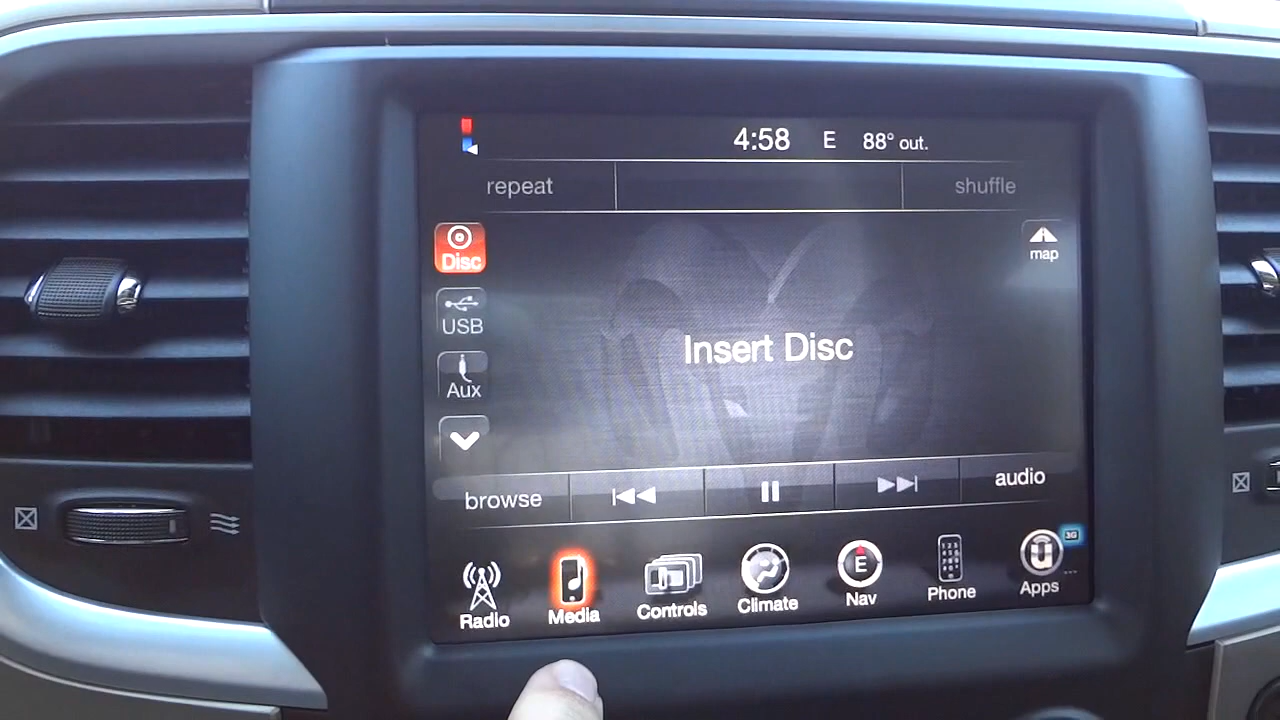 4:58 E 88° out.
repeat shuffle
Disc
map
USB
Insert Disc
Aux
browse audio
3G
E
Radio Media Controls Climate Nav Phone Apps